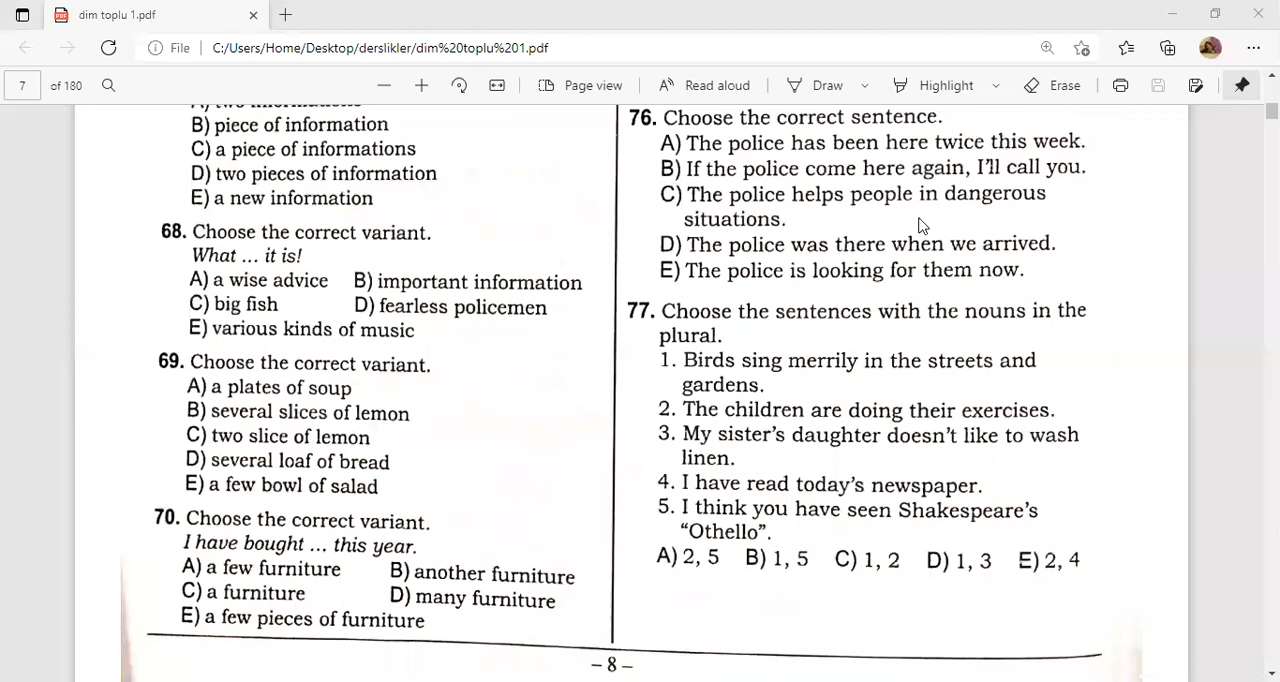 dim toplu 1.pdf
File C:/Users/Home/Desktop/derslikler/dim%20toplu%201.pdf
7 of 180 Page view Read aloud Draw Highlight Erase
B) piece of information
C) a piece of informations
D) two pieces of information
E) a new information
68. Choose the correct variant.
What ... it is!
A) a wise advice B) important information
C) big fish D) fearless policemen
E) various kinds of music
69. Choose the correct variant.
A) a plates of soup
B) several slices of lemon
C) two slice of lemon
D) several loaf of bread
E) a few bowl of salad
70. Choose the correct variant.
I have bought ... this year.
A) a few furniture B) another furniture
C) a furniture D) many furniture
E) a few pieces of furniture
76. Choose the correct sentence.
A) The police has been here twice this week.
B) If the police come here again, I'll call you.
C) The police helps people in dangerous
situations.
D) The police was there when we arrived.
E) The police is looking for them now.
77. Choose the sentences with the nouns in the
plural.
1. Birds sing merrily in the streets and
gardens.
2. The children are doing their exercises.
3. My sister's daughter doesn't like to wash
linen.
4. I have read today's newspaper.
5. I think you have seen Shakespeare's
“Othello”.
A) 2, 5 B) 1, 5 C) 1, 2 D) 1, 3 E) 2, 4
– 8 –